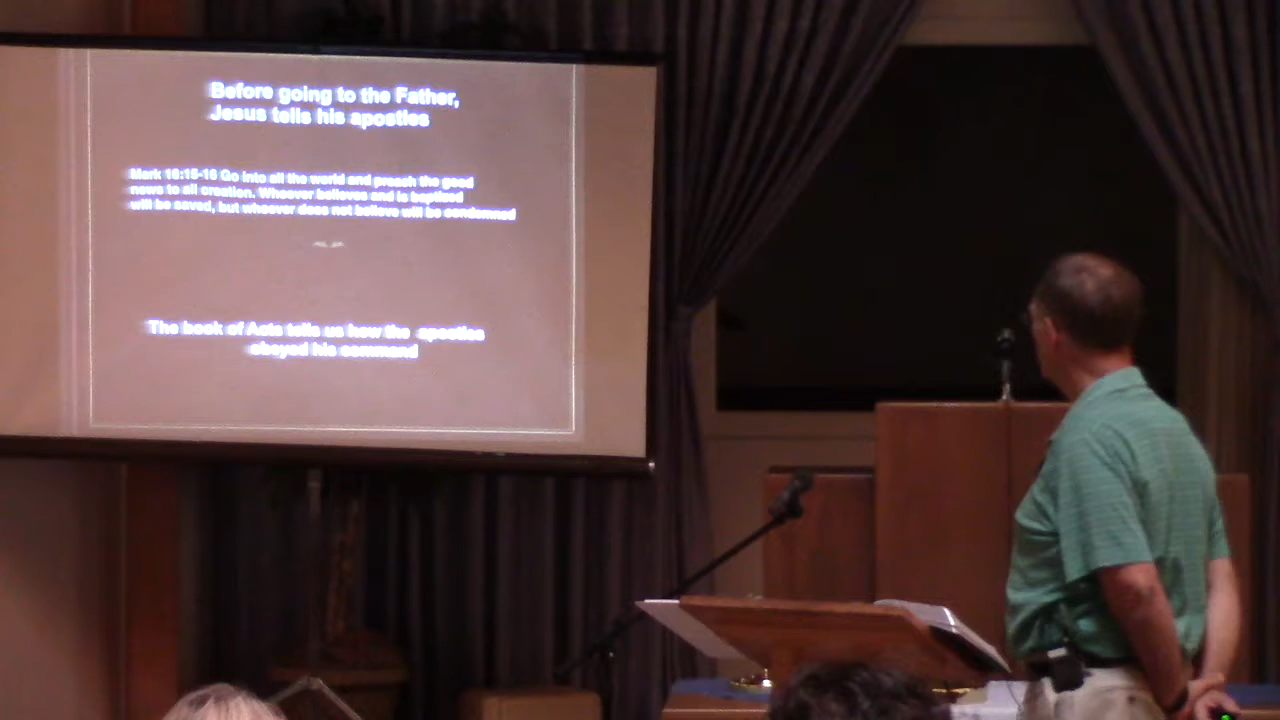 Before going to the Father,
Jesus tells his apostles
Mark 16:15-16 Go into all the world and preach the good
news to all creation. Whoever believes and is baptized
will be saved, but whoever does not believe will be condemned
The book of Acts tells us how the apostles
obeyed his command